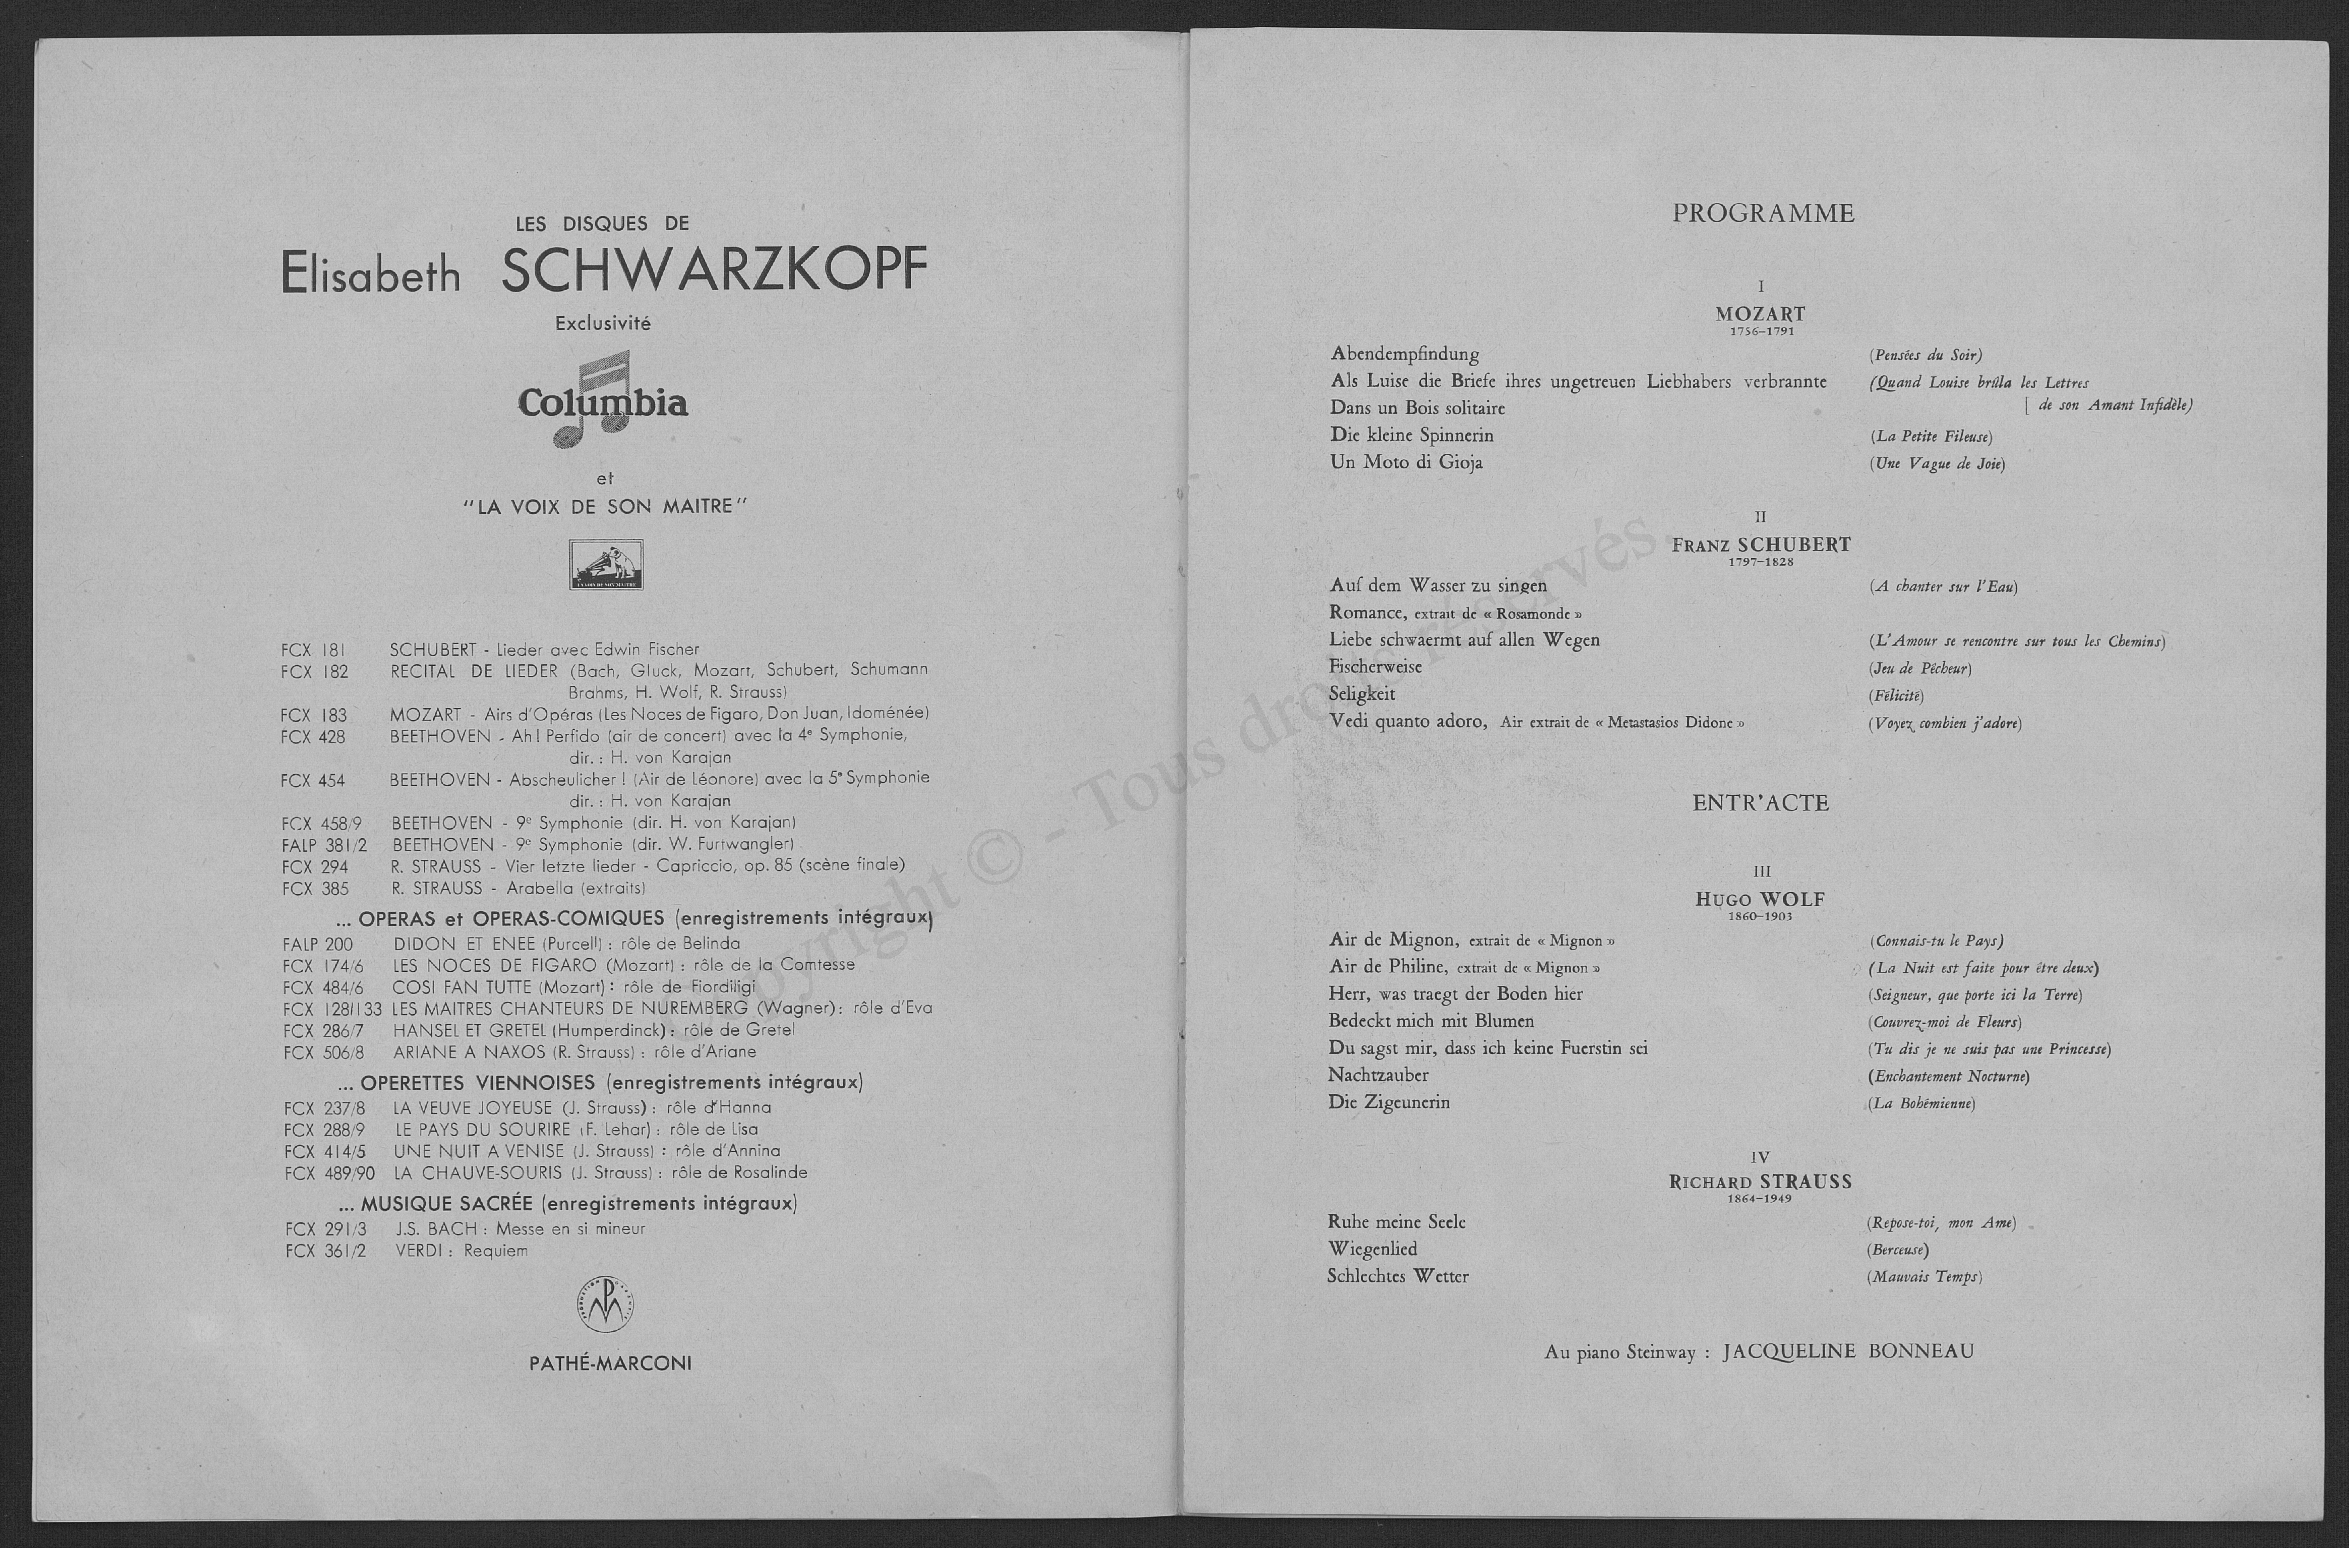 LES DISQUES DE
Elisabeth SCHWARZKOPF
Exclusivité
Columbia
et
"LA VOIX DE SON MAITRE"
LA VOIX DE SON MAITRE
FCX 181 SCHUBERT - Lieder avec Edwin Fischer
FCX 182 RECITAL DE LIEDER (Bach, Gluck, Mozart, Schubert, Schumann
Brahms, H. Wolf, R. Strauss)
FCX 183 MOZART - Airs d'Opéras (Les Noces de Figaro, Don Juan, Idoménée)
FCX 428 BEETHOVEN - Ah! Perfido (air de concert) avec la 4e Symphonie,
dir. : H. von Karajan
FCX 454 BEETHOVEN - Abscheulicher ! (Air de Léonore) avec la 5e Symphonie
dir. : H. von Karajan
FCX 458/9 BEETHOVEN - 9e Symphonie (dir. H. von Karajan)
FALP 381/2 BEETHOVEN - 9e Symphonie (dir. W. Furtwangler)
FCX 294 R. STRAUSS - Vier letzte lieder - Capriccio, op. 85 (scène finale)
FCX 385 R. STRAUSS - Arabella (extraits)
... OPERAS et OPERAS-COMIQUES (enregistrements intégraux)
FALP 200 DIDON ET ENEE (Purcell) : rôle de Belinda
FCX 174/6 LES NOCES DE FIGARO (Mozart) : rôle de la Comtesse
FCX 484/6 COSI FAN TUTTE (Mozart) : rôle de Fiordiligi
FCX 128/133 LES MAITRES CHANTEURS DE NUREMBERG (Wagner) : rôle d'Eva
FCX 286/7 HANSEL ET GRETEL (Humperdinck) : rôle de Gretel
FCX 506/8 ARIANE A NAXOS (R. Strauss) : rôle d'Ariane
... OPERETTES VIENNOISES (enregistrements intégraux)
FCX 237/8 LA VEUVE JOYEUSE (J. Strauss) : rôle d'Hanna
FCX 288/9 LE PAYS DU SOURIRE (F. Lehar) : rôle de Lisa
FCX 414/5 UNE NUIT A VENISE (J. Strauss) : rôle d'Annina
FCX 489/90 LA CHAUVE-SOURIS (J. Strauss) : rôle de Rosalinde
... MUSIQUE SACRÉE (enregistrements intégraux)
FCX 291/3 J.S. BACH : Messe en si mineur
FCX 361/2 VERDI : Requiem
PATHÉ-MARCONI
PROGRAMME
I
MOZART
1756-1791
Abendempfindung (Pensées du Soir)
Als Luise die Briefe ihres ungetreuen Liebhabers verbrannte (Quand Louise brûla les Lettres
[ de son Amant Infidèle)
Dans un Bois solitaire
Die kleine Spinnerin (La Petite Fileuse)
Un Moto di Gioja (Une Vague de Joie)
II
FRANZ SCHUBERT
1797-1828
Auf dem Wasser zu singen (A chanter sur l'Eau)
Romance, extrait de « Rosamonde »
Liebe schwaermt auf allen Wegen (L'Amour se rencontre sur tous les Chemins)
Fischerweise (Jeu de Pêcheur)
Seligkeit (Félicité)
Vedi quanto adoro, Air extrait de « Metastasios Didone » (Voyez combien j'adore)
ENTR'ACTE
III
HUGO WOLF
1860-1903
Air de Mignon, extrait de « Mignon » (Connais-tu le Pays)
Air de Philine, extrait de « Mignon » (La Nuit est faite pour être deux)
Herr, was traegt der Boden hier (Seigneur, que porte ici la Terre)
Bedeckt mich mit Blumen (Couvrez-moi de Fleurs)
Du sagst mir, dass ich keine Fuerstin sei (Tu dis je ne suis pas une Princesse)
Nachtzauber (Enchantement Nocturne)
Die Zigeunerin (La Bohémienne)
IV
RICHARD STRAUSS
1864-1949
Ruhe meine Seele (Repose-toi, mon Ame)
Wiegenlied (Berceuse)
Schlechtes Wetter (Mauvais Temps)
Au piano Steinway : JACQUELINE BONNEAU
Copyright © - Tous droits réservés.